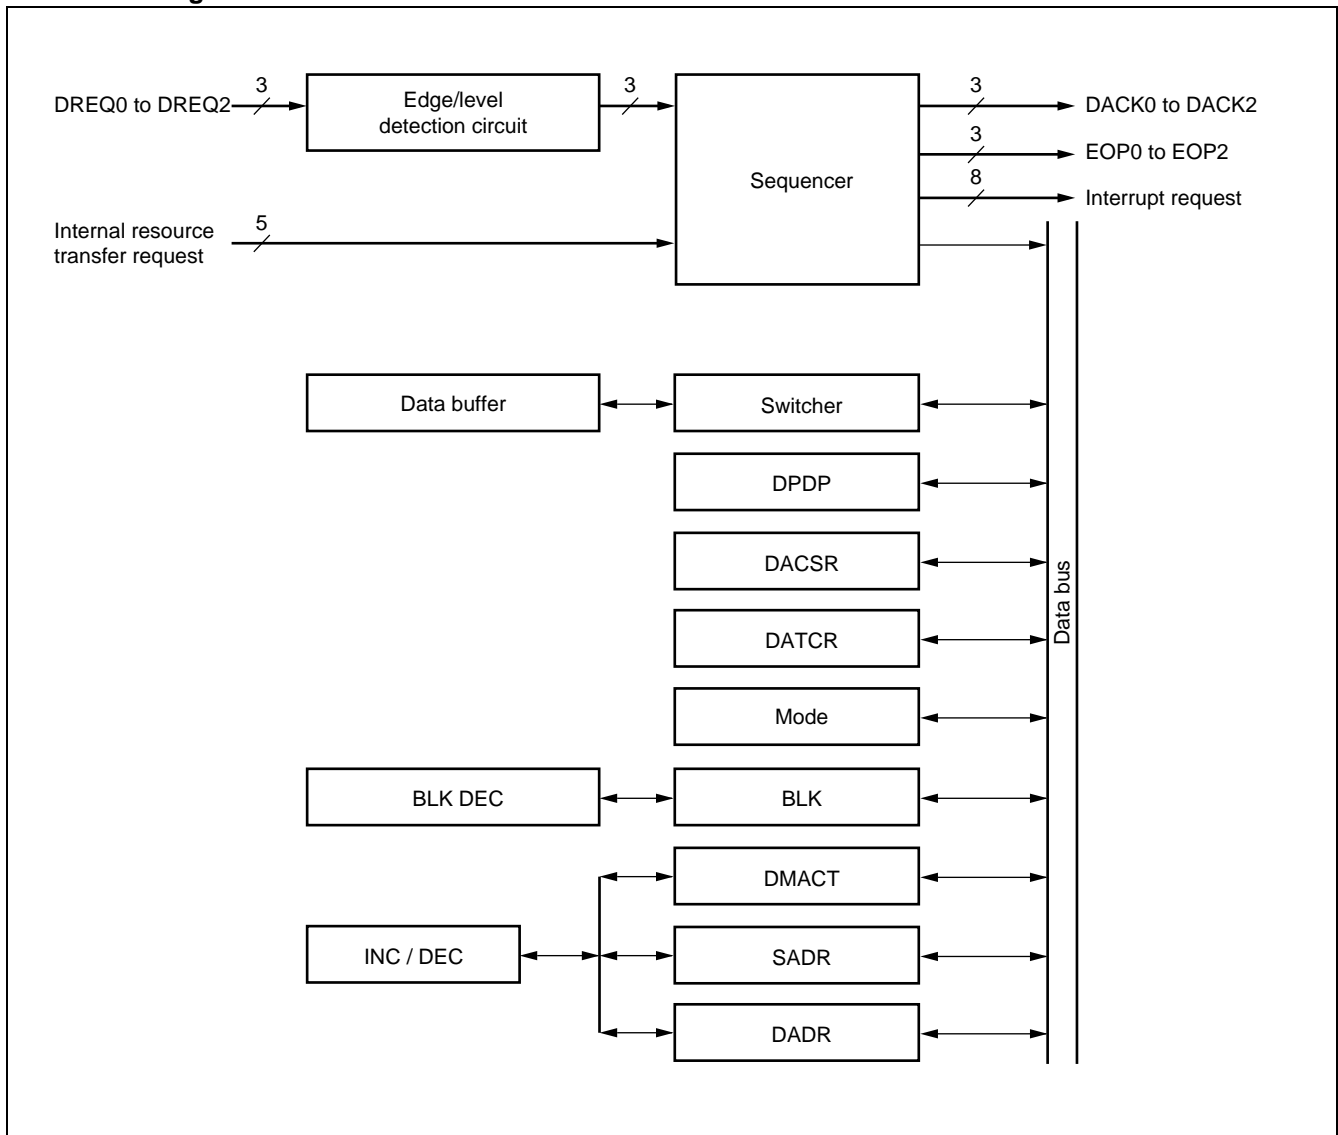 3
3
3
DREQ0 to DREQ2
Edge/level
detection circuit
DACK0 to DACK2
3
EOP0 to EOP2
Sequencer
8
Interrupt request
Internal resource
transfer request
5
Data buffer
Switcher
DPDP
DACSR
Data bus
DATCR
Mode
BLK DEC
BLK
DMACT
INC / DEC
SADR
DADR